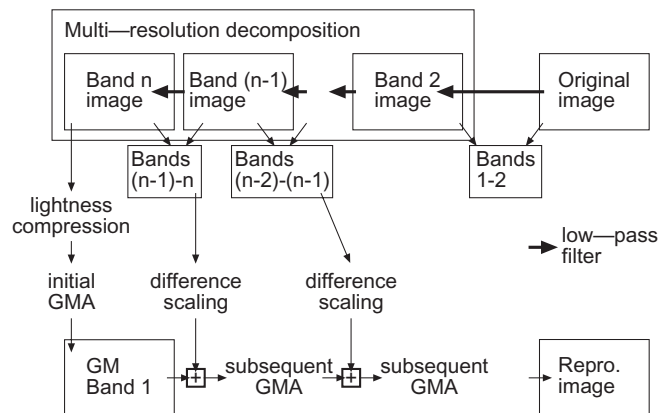 Multi—resolution decomposition
Band n
image
Band (n-1)
image
Band 2
image
Original
image
Bands
(n-1)-n
Bands
(n-2)-(n-1)
Bands
1-2
lightness
compression
low—pass
filter
initial
GMA
difference
scaling
difference
scaling
GM
Band 1
+
subsequent
GMA
+
subsequent
GMA
Repro.
image